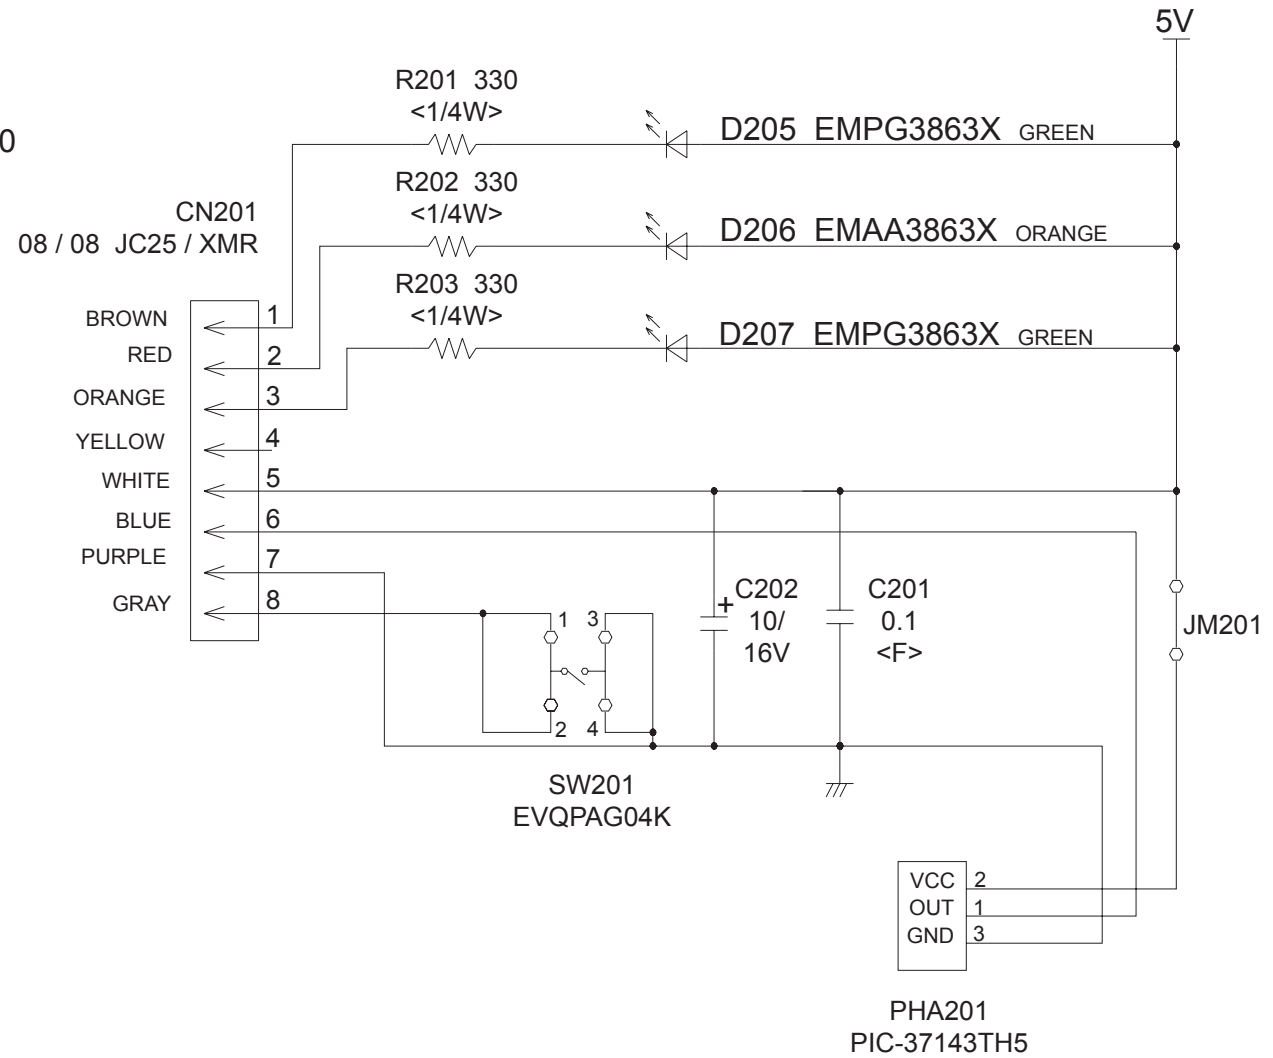 5V
R201 330
<1/4W>
D205 EMPG3863X GREEN
0
R202 330
<1/4W>
D206 EMAA3863X ORANGE
CN201
08 / 08 JC25 / XMR
R203 330
<1/4W>
D207 EMPG3863X GREEN
BROWN 1
RED 2
ORANGE 3
YELLOW 4
WHITE 5
BLUE 6
PURPLE 7
GRAY 8
1 3
2 4
SW201
EVQPAG04K
+ C202
10/
16V
C201
0.1
<F>
JM201
VCC 2
OUT 1
GND 3
PHA201
PIC-37143TH5